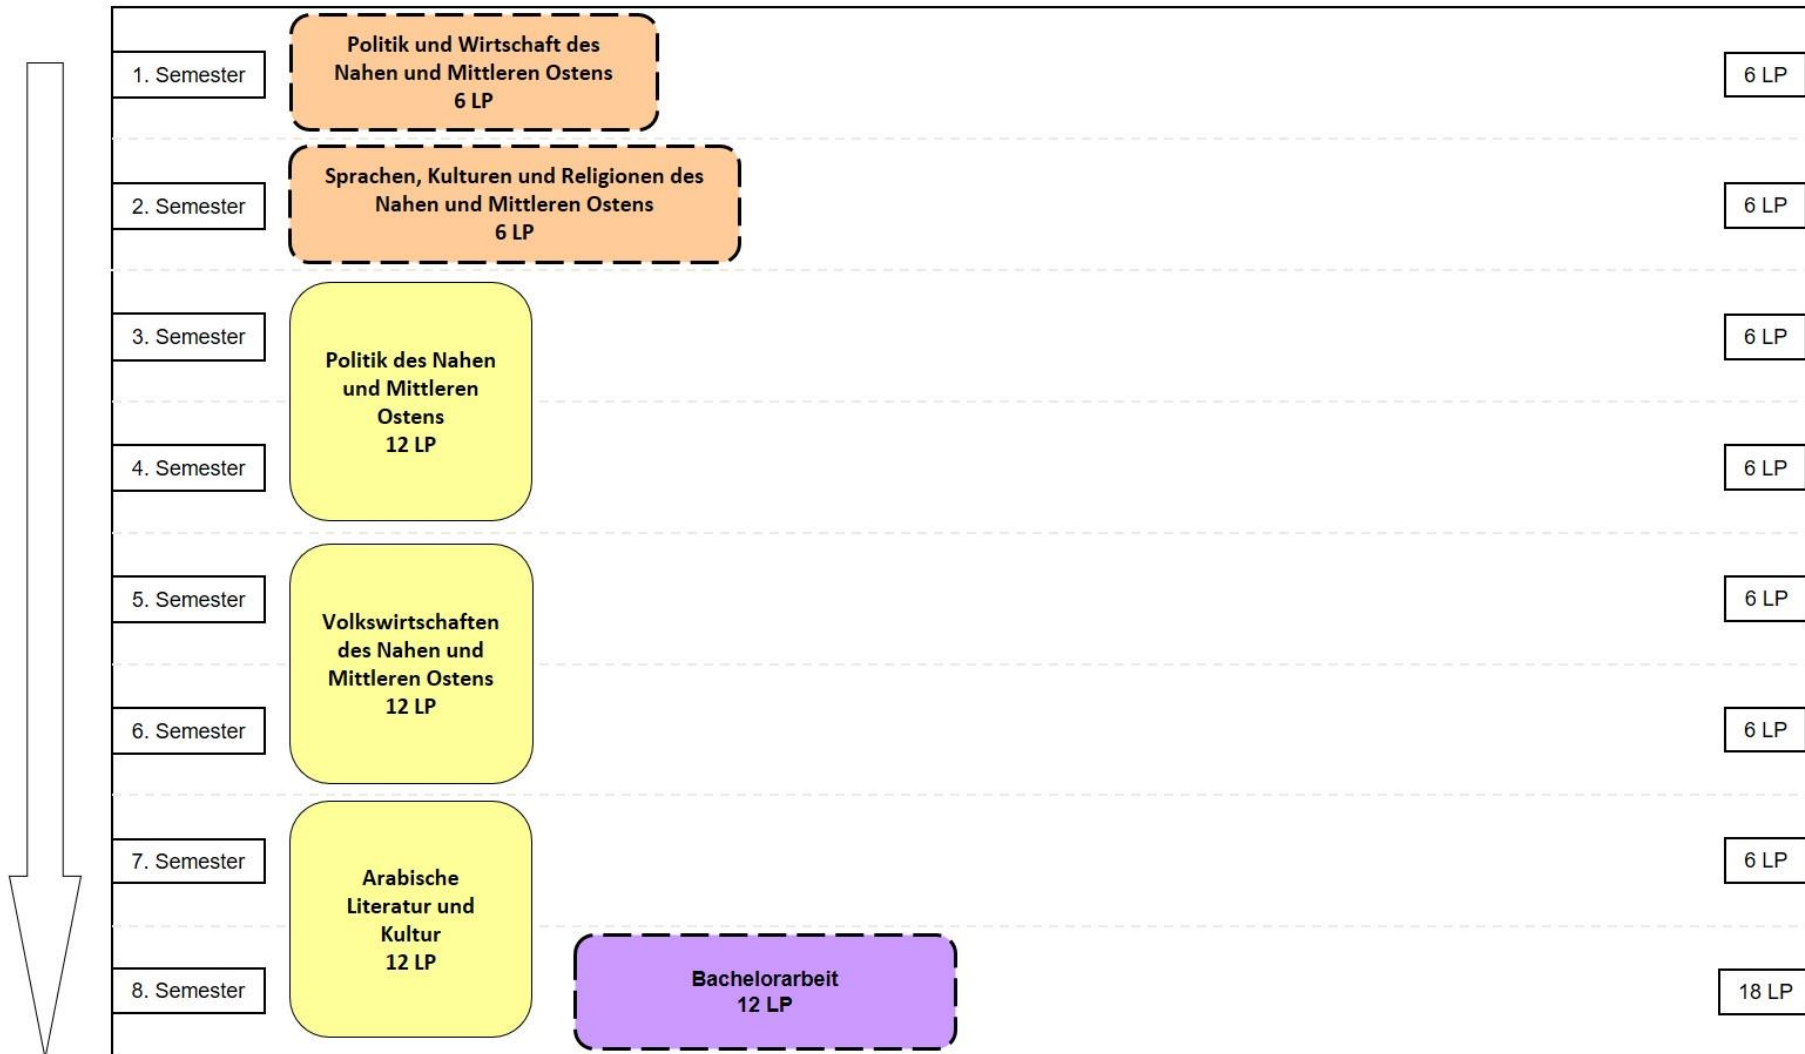 1. Semester
Politik und Wirtschaft des
Nahen und Mittleren Ostens
6 LP
6 LP
2. Semester
Sprachen, Kulturen und Religionen des
Nahen und Mittleren Ostens
6 LP
6 LP
3. Semester
6 LP
Politik des Nahen
und Mittleren
Ostens
12 LP
4. Semester
6 LP
5. Semester
6 LP
Volkswirtschaften
des Nahen und
Mittleren Ostens
12 LP
6. Semester
6 LP
7. Semester
6 LP
Arabische
Literatur und
Kultur
12 LP
8. Semester
Bachelorarbeit
12 LP
18 LP